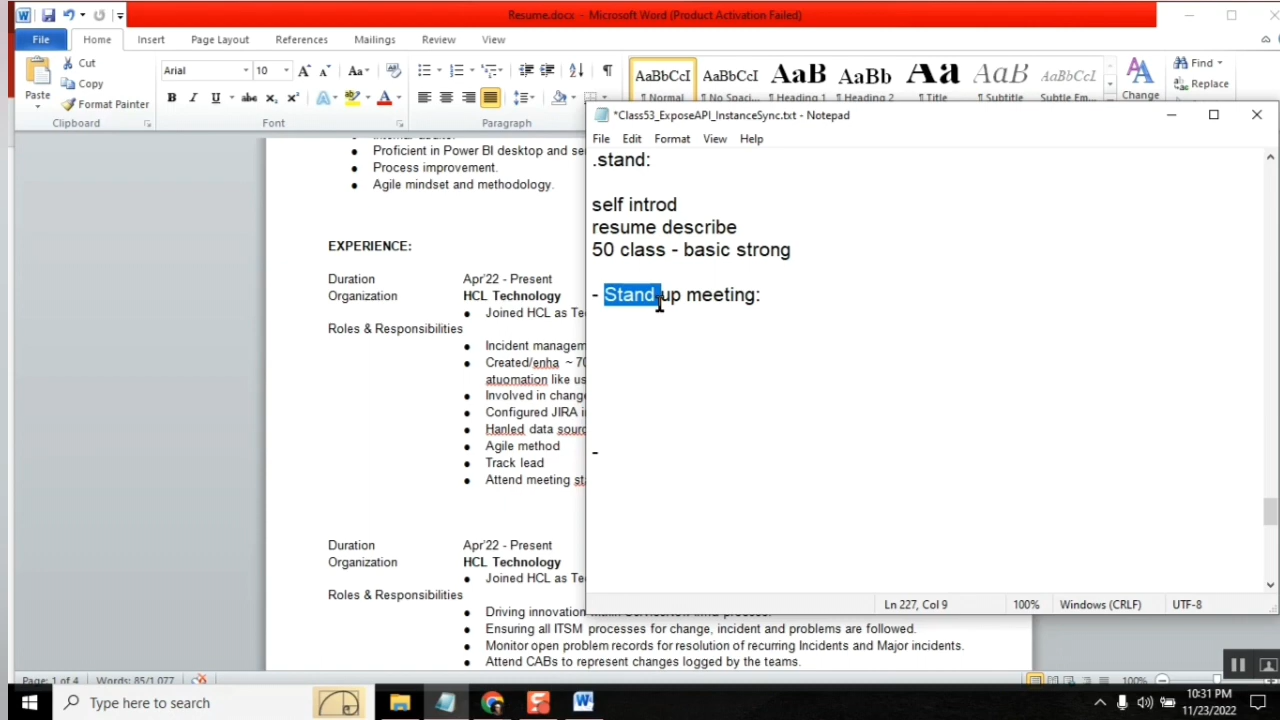 Resume.docx - Microsoft Word (Product Activation Failed)
File Home Insert Page Layout References Mailings Review View
Paste
Cut
Copy
Format Painter
Clipboard
Arial 10
Font
Paragraph
AaBbCcI AaBbCcI AaB AaBb Aa AaBbCcI AaBbCcI
¶ Normal ¶ No Spaci... ¶ Heading 1 ¶ Heading 2 ¶ Title ¶ Subtitle Subtle Em...
Change
Find
Replace
*Class53_ExposeAPI_InstanceSync.txt - Notepad
File Edit Format View Help
.stand:
self introd
resume describe
50 class - basic strong
- Stand up meeting:
-
Ln 227, Col 9 100% Windows (CRLF) UTF-8
Proficient in Power BI desktop and se
Process improvement.
Agile mindset and methodology.
EXPERIENCE:
Duration Apr'22 - Present
Organization HCL Technology
Joined HCL as Te
Roles & Responsibilities
Incident managem
Created/enha ~ 70
atuomation like us
Involved in change
Configured JIRA i
Hanled data sourc
Agile method
Track lead
Attend meeting sta
Duration Apr'22 - Present
Organization HCL Technology
Joined HCL as Te
Roles & Responsibilities
Driving innovation
Ensuring all ITSM processes for change, incident and problems are followed.
Monitor open problem records for resolution of recurring Incidents and Major incidents.
Attend CABs to represent changes logged by the teams.
Page: 1 of 4 Words: 85/1,077 100%
Type here to search
10:31 PM
11/23/2022